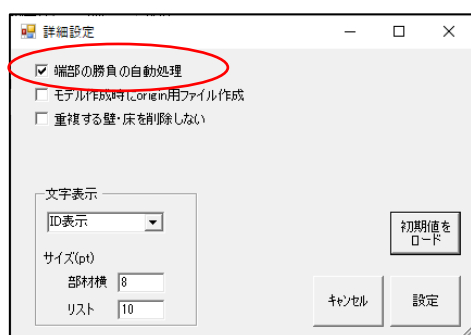 詳細設定
端部の勝負の自動処理
モデル作成時にorigin用ファイル作成
重複する壁・床を削除しない
文字表示
ID表示
サイズ(pt)
部材横 8
リスト 10
初期値を
ロード
キャンセル
設定